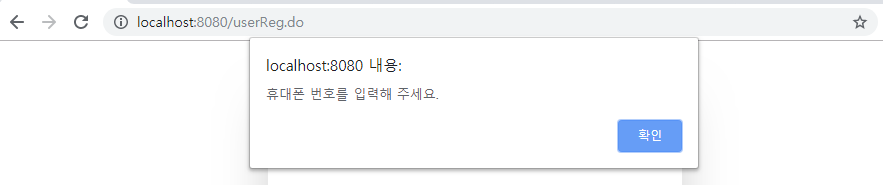 localhost:8080/userReg.do
localhost:8080 내용:
휴대폰 번호를 입력해 주세요.
확인